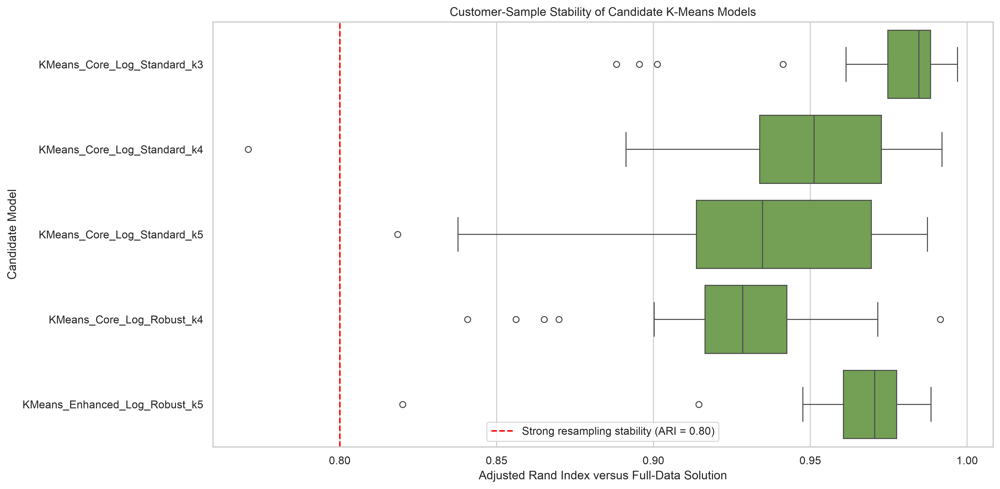 Customer-Sample Stability of Candidate K-Means Models
Candidate Model
KMeans_Core_Log_Standard_k3
KMeans_Core_Log_Standard_k4
KMeans_Core_Log_Standard_k5
KMeans_Core_Log_Robust_k4
KMeans_Enhanced_Log_Robust_k5
Strong resampling stability (ARI = 0.80)
0.80 0.85 0.90 0.95 1.00
Adjusted Rand Index versus Full-Data Solution